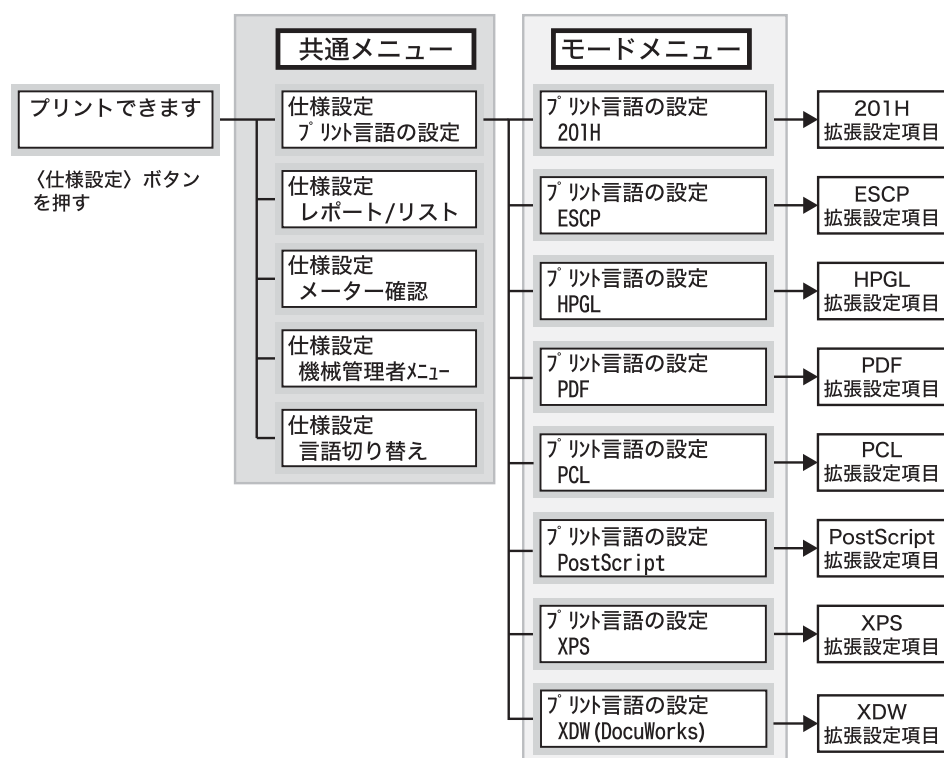 共通メニュー
モードメニュー
プリントできます
〈仕様設定〉ボタン
を押す
仕様設定
プリント言語の設定
仕様設定
レポート/リスト
仕様設定
メーター確認
仕様設定
機械管理者ﾒﾆｭｰ
仕様設定
言語切り替え
プリント言語の設定
201H
プリント言語の設定
ESCP
プリント言語の設定
HPGL
プリント言語の設定
PDF
プリント言語の設定
PCL
プリント言語の設定
PostScript
プリント言語の設定
XPS
プリント言語の設定
XDW(DocuWorks)
201H
拡張設定項目
ESCP
拡張設定項目
HPGL
拡張設定項目
PDF
拡張設定項目
PCL
拡張設定項目
PostScript
拡張設定項目
XPS
拡張設定項目
XDW
拡張設定項目